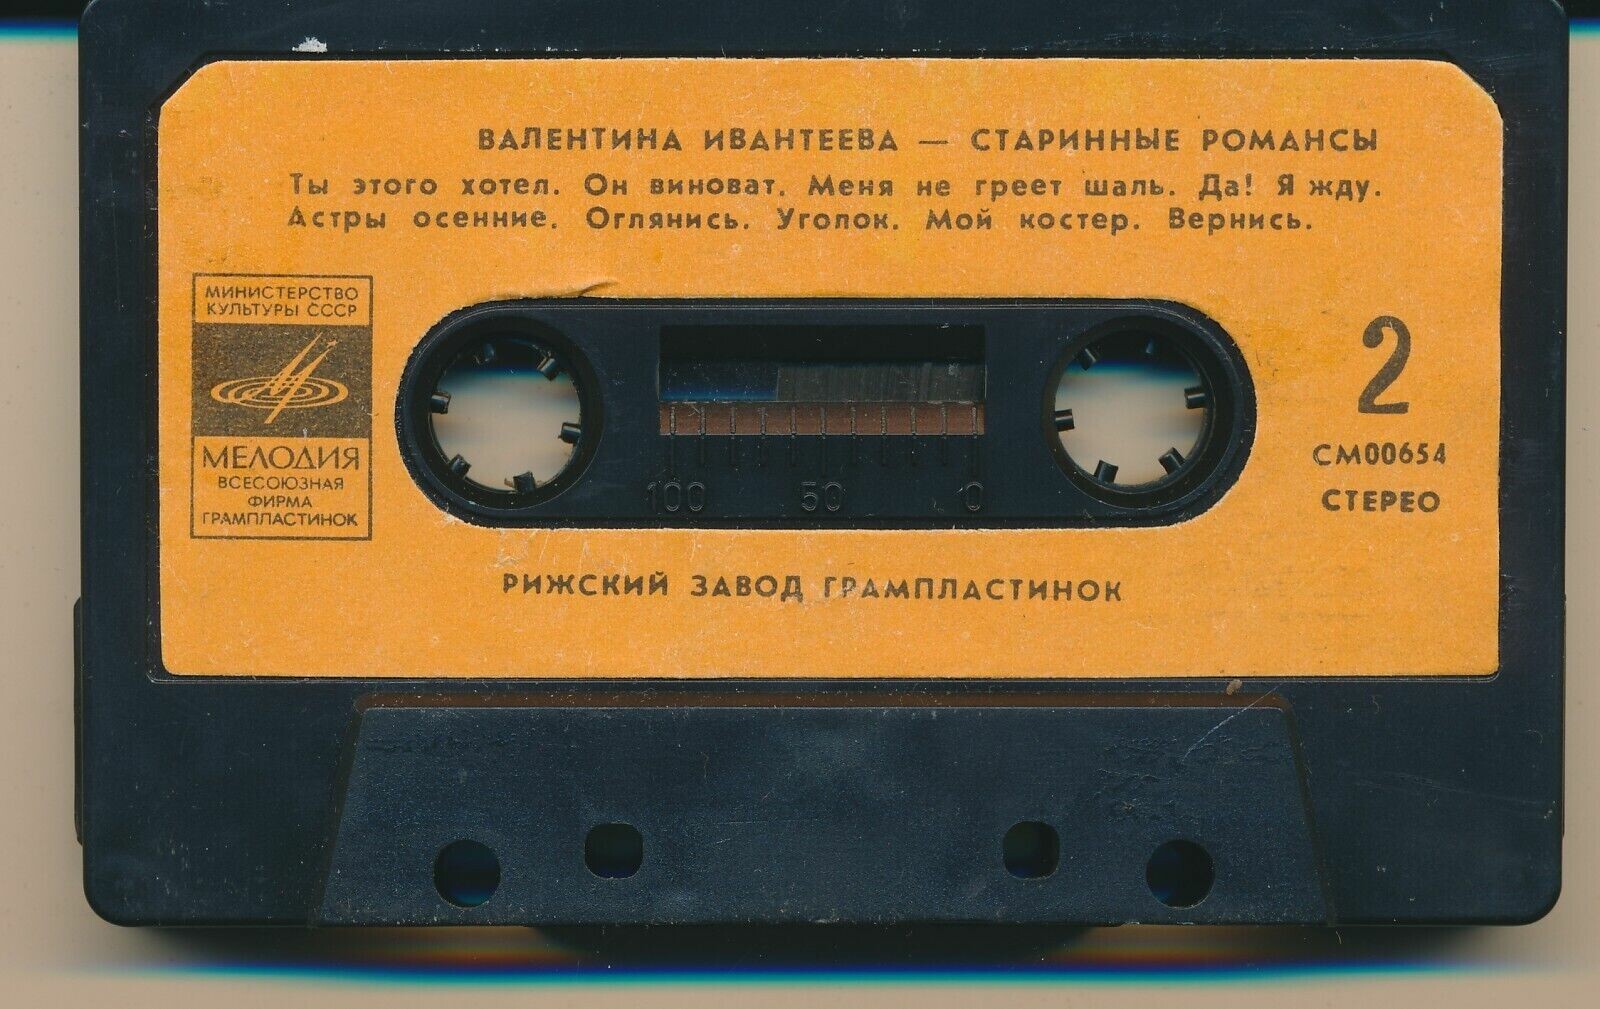 ВАЛЕНТИНА ИВАНТЕЕВА — СТАРИННЫЕ РОМАНСЫ
Ты этого хотел. Он виноват. Меня не греет шаль. Да! Я жду.
Астры осенние. Оглянись. Уголок. Мой костер. Вернись.
МИНИСТЕРСТВО
КУЛЬТУРЫ СССР
МЕЛОДИЯ
ВСЕСОЮЗНАЯ
ФИРМА
ГРАМПЛАСТИНОК
100 50 0
2
СМ00654
СТЕРЕО
РИЖСКИЙ ЗАВОД ГРАМПЛАСТИНОК